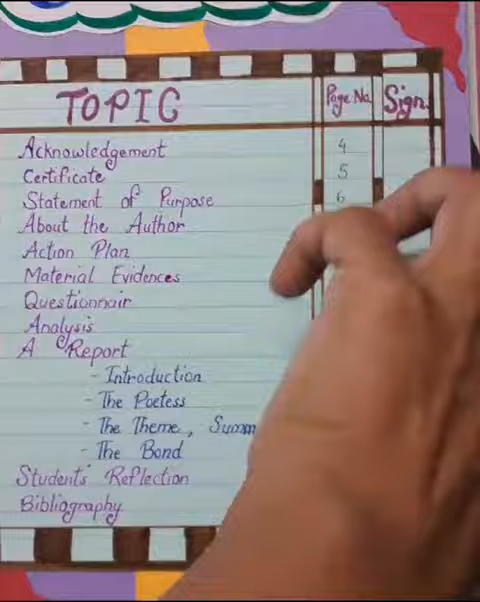 TOPIC Page No. Sign.
Acknowledgement 4
Certificate 5
Statement of Purpose 6
About the Author
Action Plan
Material Evidences
Questionnair
Analysis
A Report
- Introduction
- The Poetess
- The Theme, Summ
- The Bond
Students' Reflection
Bibliography